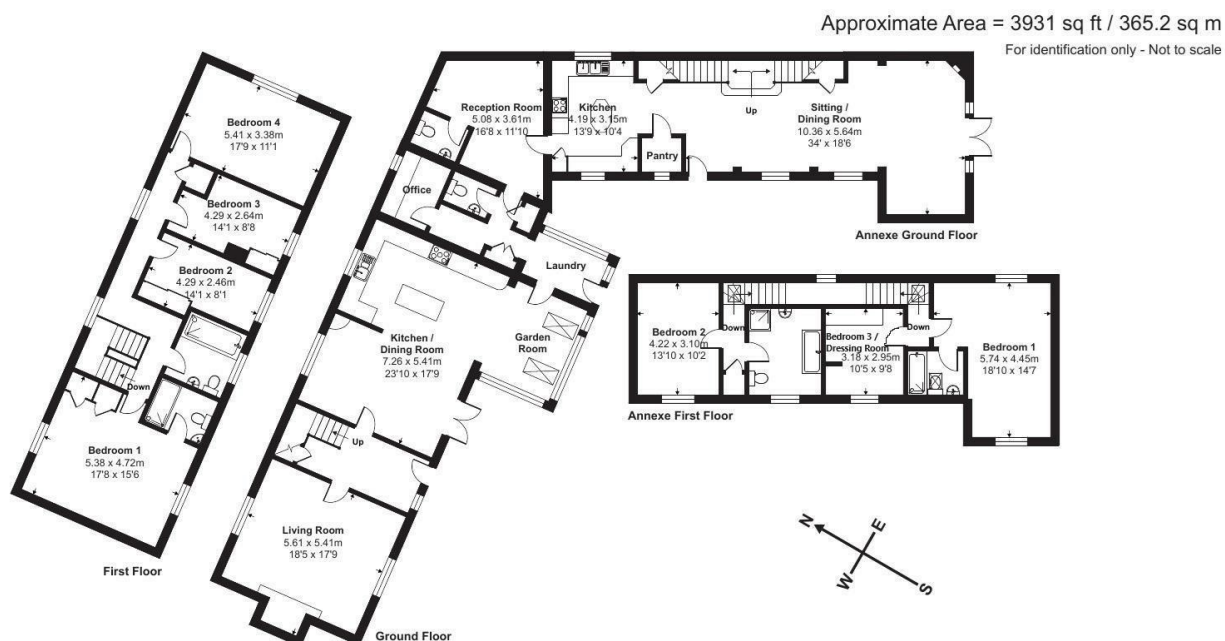 Approximate Area = 3931 sq ft / 365.2 sq m
For identification only - Not to scale
Bedroom 4
5.41 x 3.38m
17'9 x 11'1
Bedroom 3
4.29 x 2.64m
14'1 x 8'8
Bedroom 2
4.29 x 2.46m
14'1 x 8'1
Down
Bedroom 1
5.38 x 4.72m
17'8 x 15'6
First Floor
Reception Room
5.08 x 3.61m
16'8 x 11'10
Office
Laundry
Kitchen /
Dining Room
7.26 x 5.41m
23'10 x 17'9
Garden
Room
Up
Living Room
5.61 x 5.41m
18'5 x 17'9
Ground Floor
Kitchen
4.19 x 3.15m
13'9 x 10'4
Pantry
Up
Sitting /
Dining Room
10.36 x 5.64m
34' x 18'6
Annexe Ground Floor
Bedroom 2
4.22 x 3.10m
13'10 x 10'2
Down
Bedroom 3 /
Dressing Room
3.18 x 2.95m
10'5 x 9'8
Down
Bedroom 1
5.74 x 4.45m
18'10 x 14'7
Annexe First Floor
N
E
W
S